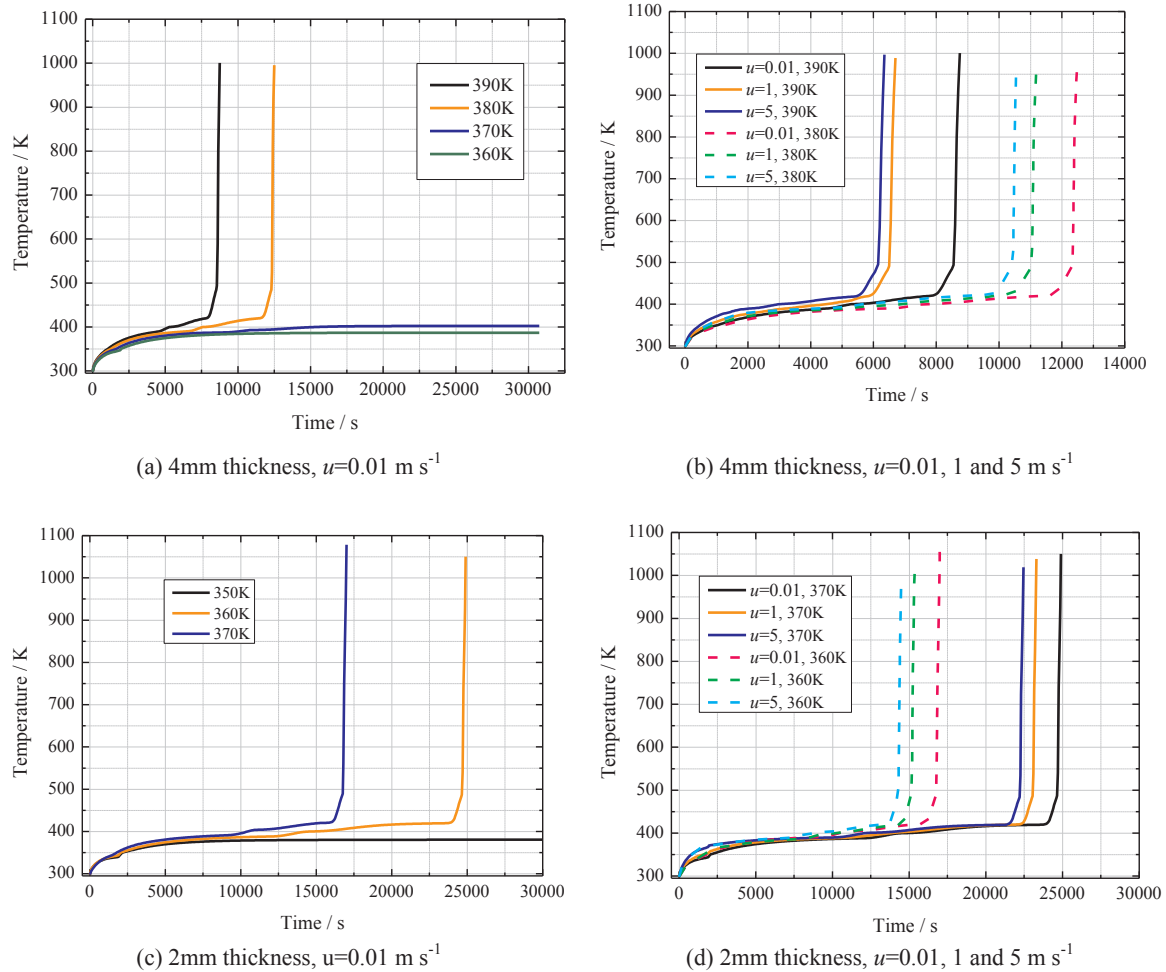 1100
1000
900
800
700
600
500
400
300
Temperature / K
390K
380K
370K
360K
0 5000 10000 15000 20000 25000 30000
Time / s
(a) 4mm thickness, u=0.01 m s⁻¹
1100
1000
900
800
700
600
500
400
300
Temperature / K
u=0.01, 390K
u=1, 390K
u=5, 390K
u=0.01, 380K
u=1, 380K
u=5, 380K
0 2000 4000 6000 8000 10000 12000 14000
Time / s
(b) 4mm thickness, u=0.01, 1 and 5 m s⁻¹
1100
1000
900
800
700
600
500
400
300
Temperature / K
350K
360K
370K
0 5000 10000 15000 20000 25000 30000
Time / s
(c) 2mm thickness, u=0.01 m s⁻¹
1100
1000
900
800
700
600
500
400
300
Temperature / K
u=0.01, 370K
u=1, 370K
u=5, 370K
u=0.01, 360K
u=1, 360K
u=5, 360K
0 5000 10000 15000 20000 25000 30000
Time / s
(d) 2mm thickness, u=0.01, 1 and 5 m s⁻¹